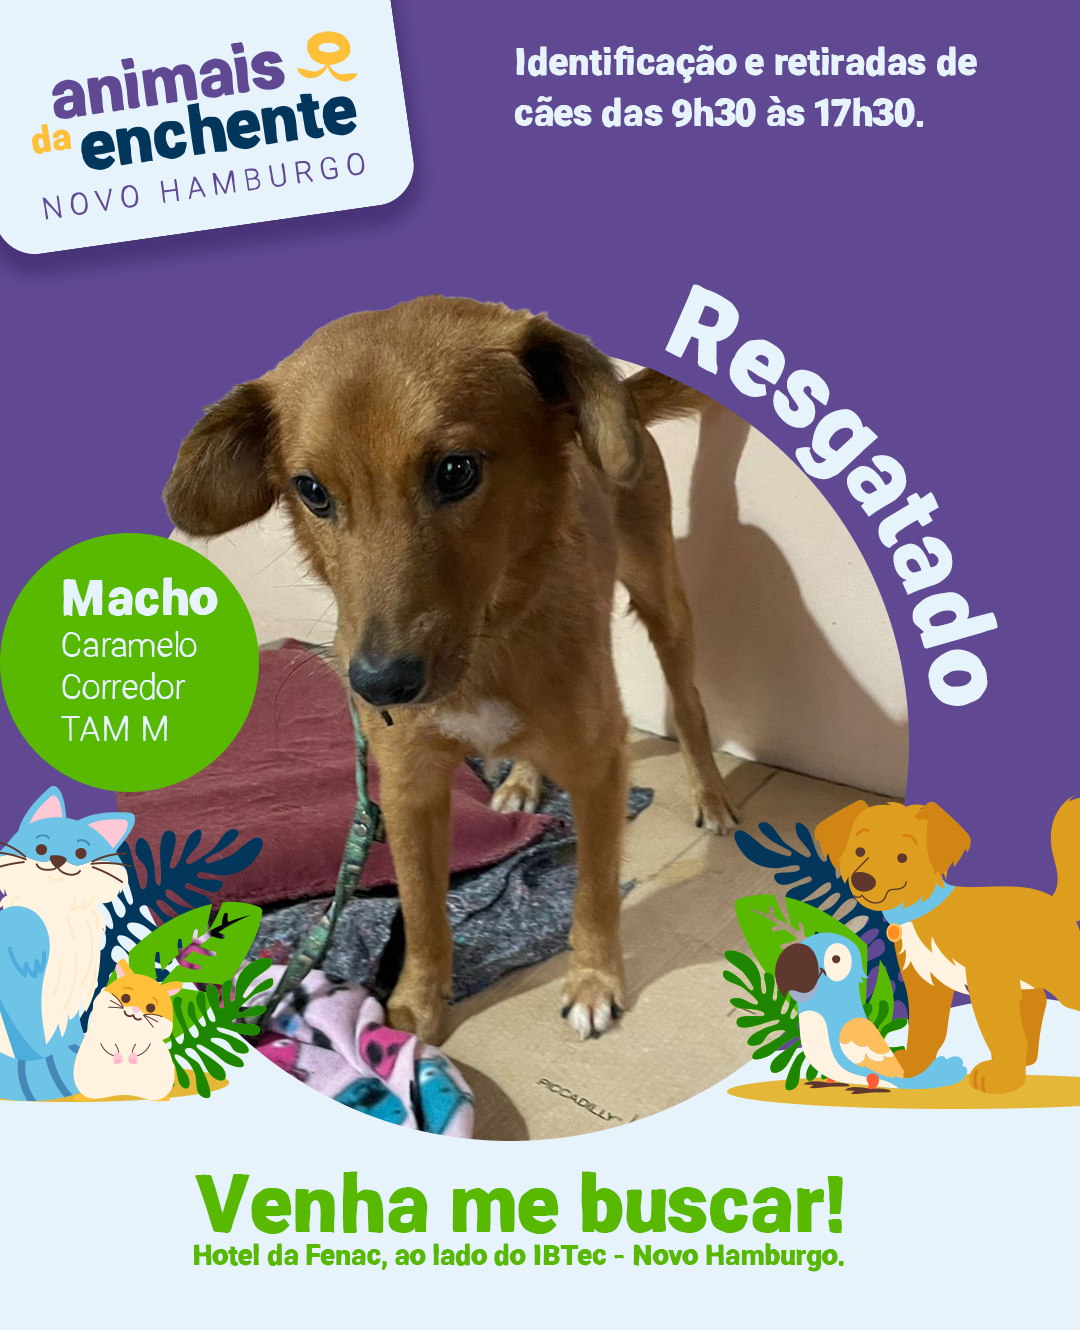 animais
da enchente
NOVO HAMBURGO
Identificação e retiradas de
cães das 9h30 às 17h30.
Resgatado
Macho
Caramelo
Corredor
TAM M
PICCADILLY
Venha me buscar!
Hotel da Fenac, ao lado do IBTec - Novo Hamburgo.